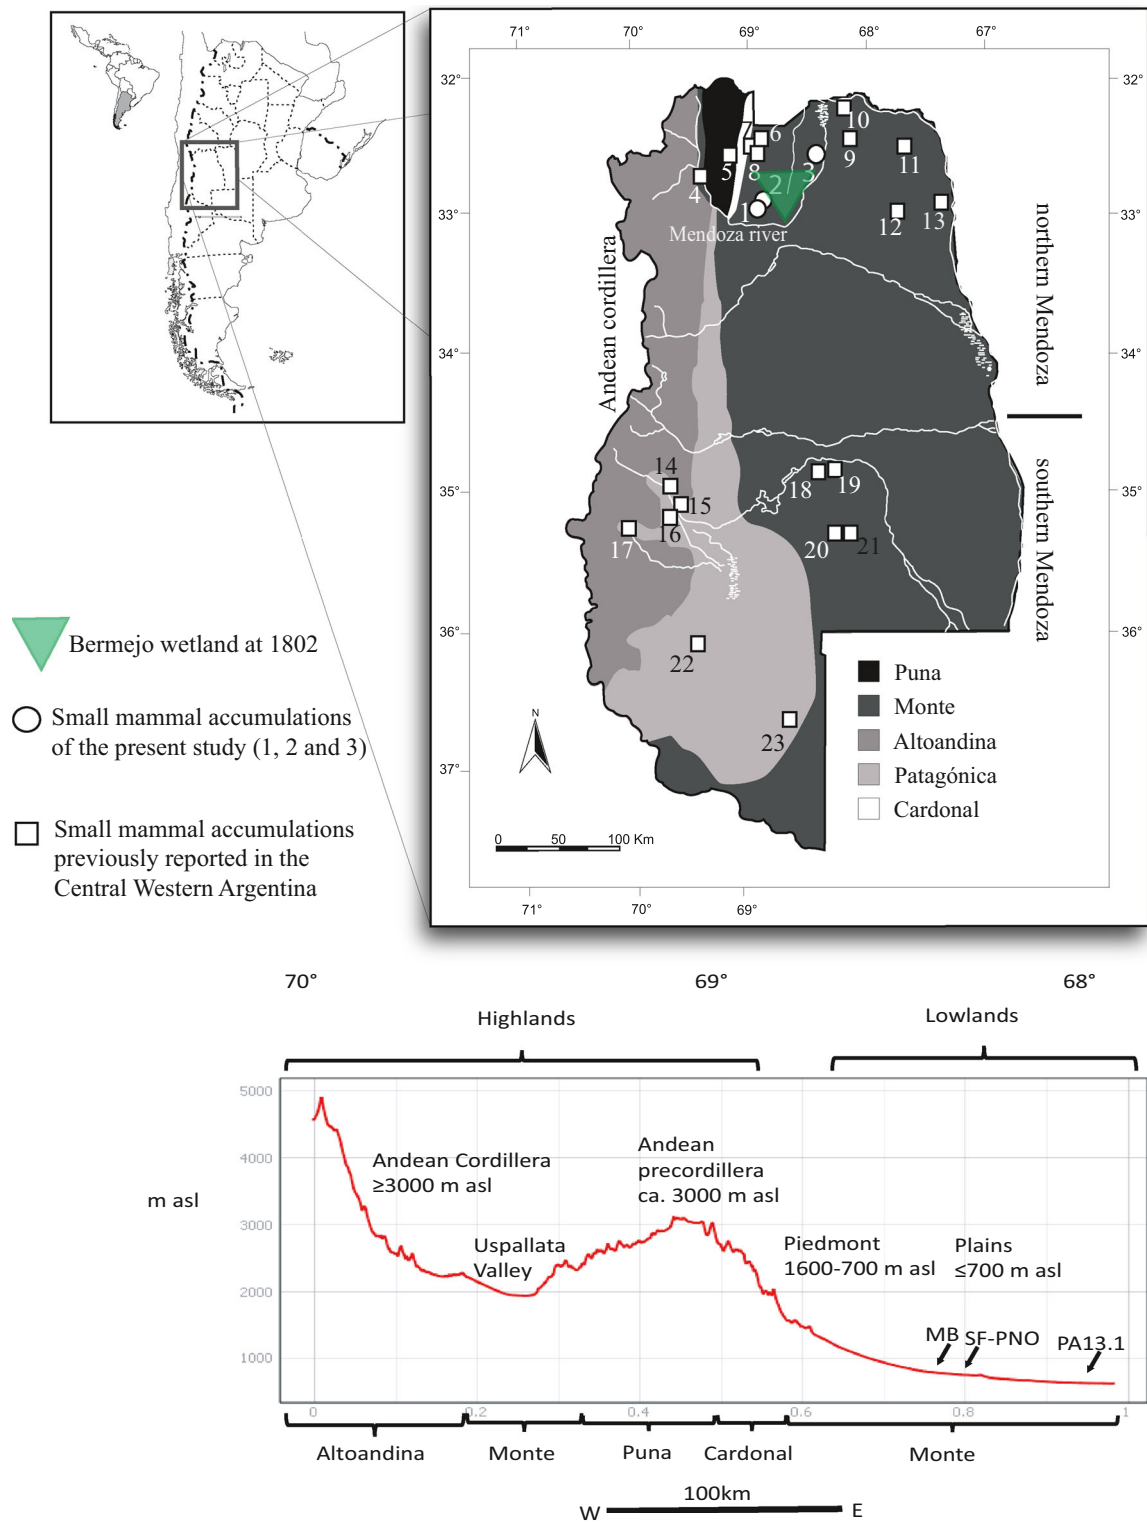 71°
70°
69°
68°
67°
32°
32°
10
6
7
9
11
5
8
3
4
2
1
12
13
33°
33°
Mendoza river
Andean cordillera
northern Mendoza
34°
34°
14
15
16
17
18
19
20
21
35°
35°
southern Mendoza
36°
36°
22
23
37°
Puna
Monte
Altoandina
Patagónica
Cardonal
N
0 50 100 Km
71°
70°
69°
Bermejo wetland at 1802
Small mammal accumulations
of the present study (1, 2 and 3)
Small mammal accumulations
previously reported in the
Central Western Argentina
70°
69°
68°
Highlands
Lowlands
5000
4000
3000
2000
1000
m asl
Andean Cordillera
≥3000 m asl
Uspallata
Valley
Andean
precordillera
ca. 3000 m asl
Piedmont
1600-700 m asl
Plains
≤700 m asl
MB
SF-PNO
PA13.1
0
0.2
0.4
0.6
0.8
1
Altoandina
Monte
Puna
Cardonal
Monte
100km
W
E